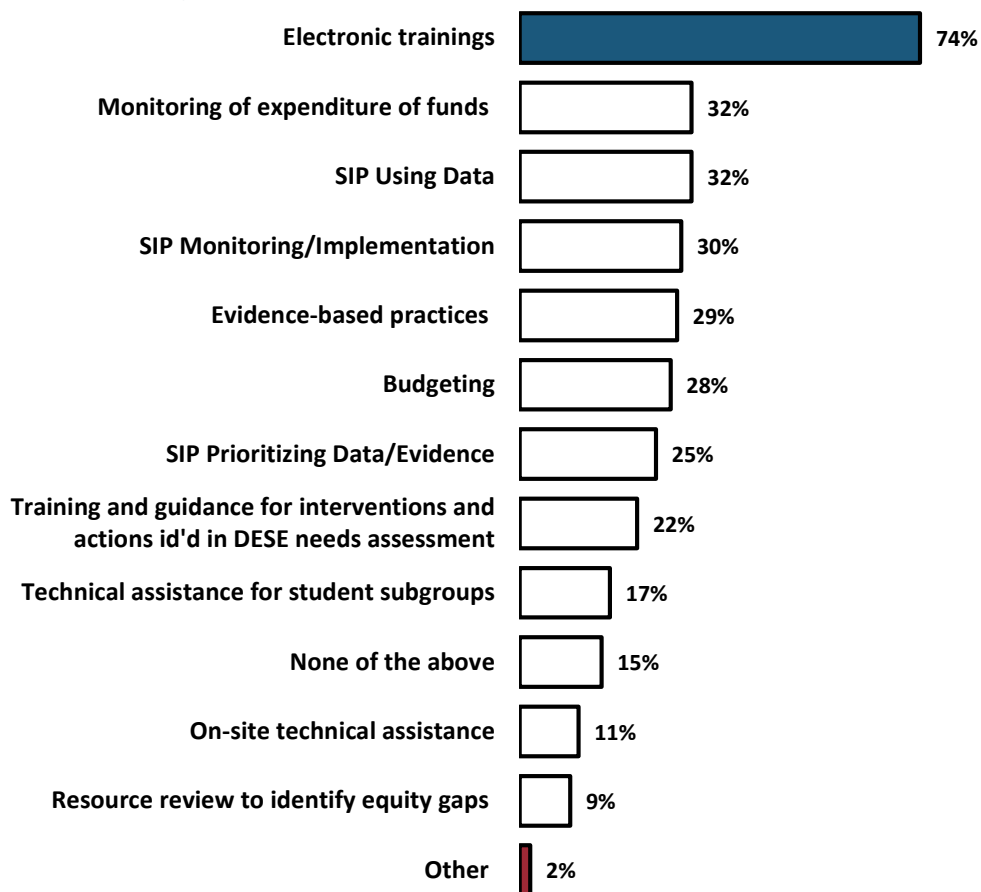 Electronic trainings 74%
Monitoring of expenditure of funds 32%
SIP Using Data 32%
SIP Monitoring/Implementation 30%
Evidence-based practices 29%
Budgeting 28%
SIP Prioritizing Data/Evidence 25%
Training and guidance for interventions and
actions id'd in DESE needs assessment 22%
Technical assistance for student subgroups 17%
None of the above 15%
On-site technical assistance 11%
Resource review to identify equity gaps 9%
Other 2%